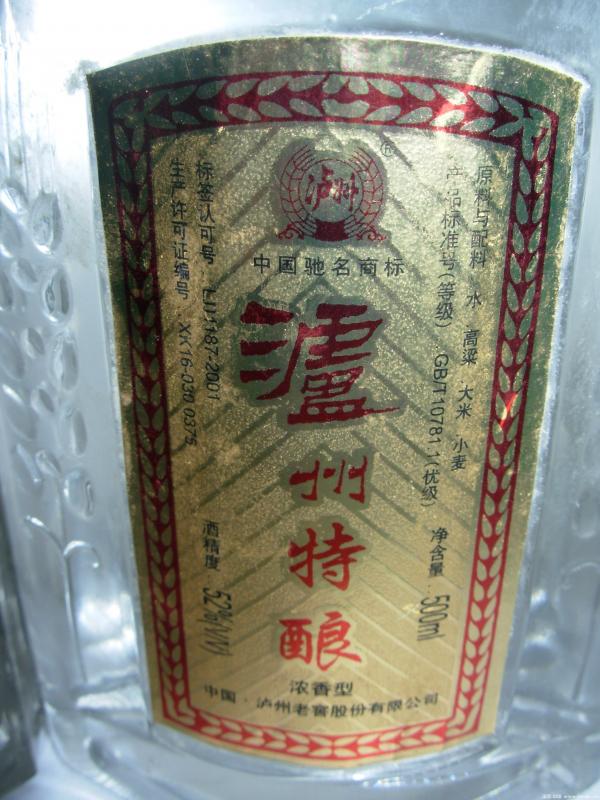 泸州
®
中国驰名商标
瀘州特酿
浓香型
中国·泸州老窖股份有限公司
原料与配料 水 高粱 大米 小麦
产品标准号(等级) GB/T10781.1(优级)
净含量 500ml
标签认可号 LJJ1187-2001
生产许可证编号 XK16-030 0375
酒精度 52%(V/V)